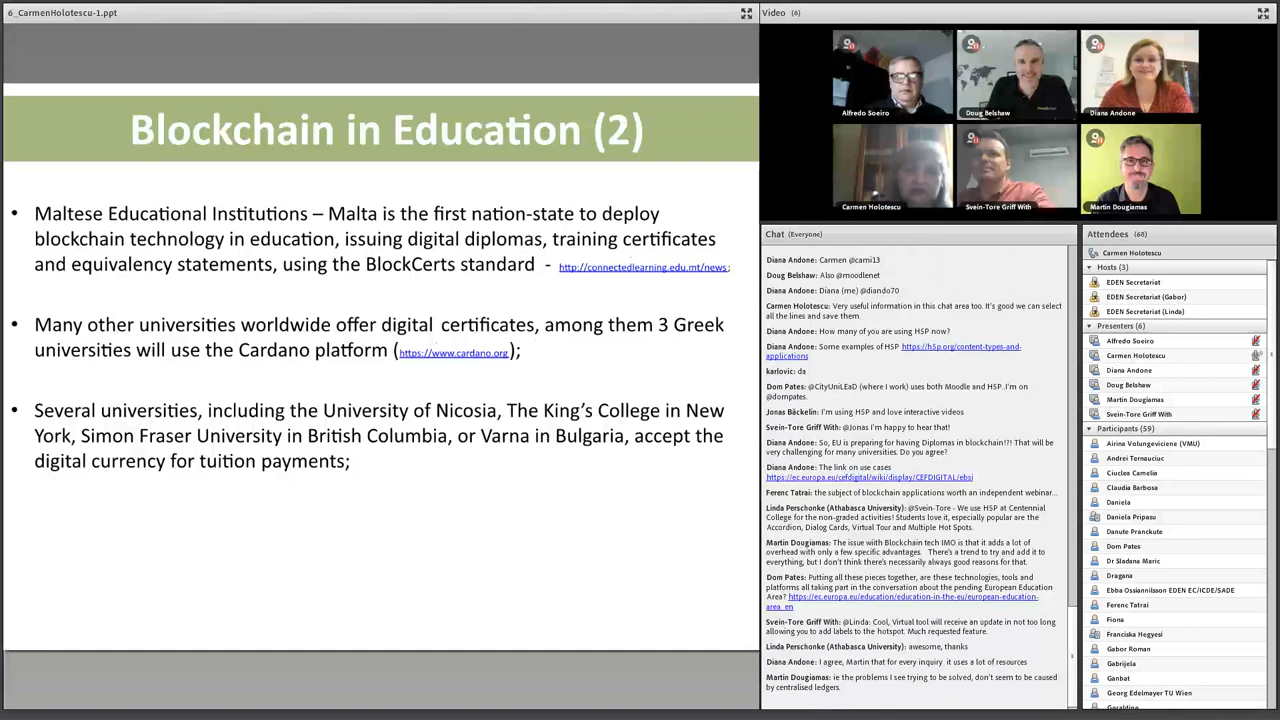 6_CarmenHolotescu-1.ppt
Blockchain in Education (2)
• Maltese Educational Institutions – Malta is the first nation-state to deploy
blockchain technology in education, issuing digital diplomas, training certificates
and equivalency statements, using the BlockCerts standard - http://connectedlearning.edu.mt/news;
• Many other universities worldwide offer digital certificates, among them 3 Greek
universities will use the Cardano platform (https://www.cardano.org);
• Several universities, including the University of Nicosia, The King's College in New
York, Simon Fraser University in British Columbia, or Varna in Bulgaria, accept the
digital currency for tuition payments;
Video (6)
Alfredo Soeiro
Doug Belshaw
Diana Andone
Carmen Holotescu
Svein-Tore Griff With
Martin Dougiamas
Chat (Everyone)
Diana Andone: Carmen @cami13
Doug Belshaw: Also @moodlenet
Diana Andone: Diana (me) @diando70
Carmen Holotescu: Very useful information in this chat area too. It's good we can select
all the lines and save them.
Diana Andone: How many of you are using H5P now?
Diana Andone: Some examples of H5P https://h5p.org/content-types-and-
applications
karlovic: da
Dom Pates: @CityUniLEaD (where I work) uses both Moodle and H5P..I'm on
@dompates.
Jonas Bäckelin: I'm using H5P and love interactive videos
Svein-Tore Griff With: @Jonas I'm happy to hear that!
Diana Andone: So, EU is preparing for having Diplomas in blockchain!?! That will be
very challenging for many universities. Do you agree?
Diana Andone: The link on use cases
https://ec.europa.eu/cefdigital/wiki/display/CEFDIGITAL/ebsi
Ferenc Tatrai: the subject of blockchain applications worth an independent webinar...
Linda Perschonke (Athabasca University): @Svein-Tore - We use H5P at Centennial
College for the non-graded activities! Students love it, especially popular are the
Accordion, Dialog Cards, Virtual Tour and Multiple Hot Spots.
Martin Dougiamas: The issue with Blockchain tech IMO is that it adds a lot of
overhead with only a few specific advantages. There's a trend to try and add it to
everything, but I don't think there's necessarily always good reasons for that.
Dom Pates: Putting all these pieces together, are these technologies, tools and
platforms all taking part in the conversation about the pending European Education
Area? https://ec.europa.eu/education/education-in-the-eu/european-education-
area_en
Svein-Tore Griff With: @Linda: Cool, Virtual tool will receive an update in not too long
allowing you to add labels to the hotspot. Much requested feature.
Linda Perschonke (Athabasca University): awesome, thanks
Diana Andone: I agree, Martin that for every inquiry it uses a lot of resources
Martin Dougiamas: ie the problems I see trying to be solved, don't seem to be caused
by centralised ledgers.
Attendees (68)
Carmen Holotescu
Hosts (3)
EDEN Secretariat
EDEN Secretariat (Gabor)
EDEN Secretariat (Linda)
Presenters (6)
Alfredo Soeiro
Carmen Holotescu
Diana Andone
Doug Belshaw
Martin Dougiamas
Svein-Tore Griff With
Participants (59)
Airina Volungeviciene (VMU)
Andrei Ternauciuc
Ciuclea Camelia
Claudia Barbosa
Daniela
Daniela Pripasu
Danute Pranckute
Dom Pates
Dr Sladana Maric
Dragana
Ebba Ossiannilsson EDEN EC/ICDE/SADE
Ferenc Tatrai
Fiona
Franciska Hegyesi
Gabor Roman
Gabrijela
Ganbat
Georg Edelmayer TU Wien
Geraldine